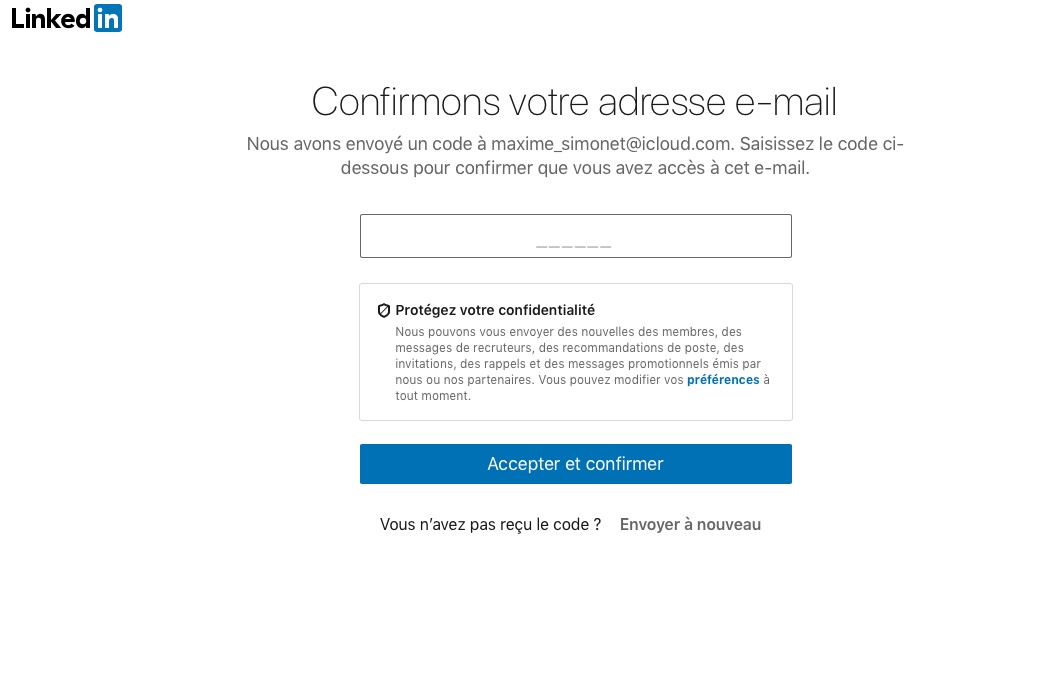 Linkedin
Confirmons votre adresse e-mail
Nous avons envoyé un code à maxime_simonet@icloud.com. Saisissez le code ci-
dessous pour confirmer que vous avez accès à cet e-mail.
______
Protégez votre confidentialité
Nous pouvons vous envoyer des nouvelles des membres, des
messages de recruteurs, des recommandations de poste, des
invitations, des rappels et des messages promotionnels émis par
nous ou nos partenaires. Vous pouvez modifier vos préférences à
tout moment.
Accepter et confirmer
Vous n’avez pas reçu le code ? Envoyer à nouveau